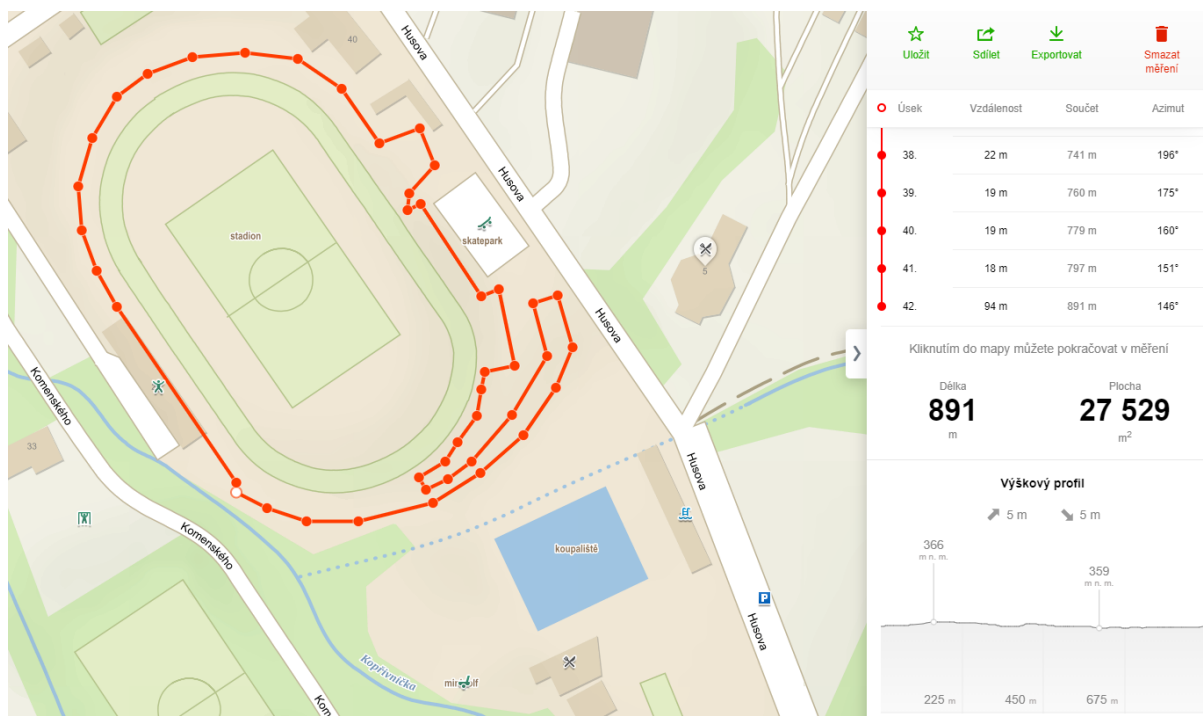 Husova
40
Husova
stadion
skatepark
5
Husova
Komenského
33
Husova
Komenského
koupaliště
P
Husova
Kopřivnička
Kom
Uložit
Sdílet
Exportovat
Smazat
měření
Úsek Vzdálenost Součet Azimut
38. 22 m 741 m 196°
39. 19 m 760 m 175°
40. 19 m 779 m 160°
41. 18 m 797 m 151°
42. 94 m 891 m 146°
Kliknutím do mapy můžete pokračovat v měření
Délka Plocha
891 27 529
m m²
Výškový profil
5 m 5 m
366
m n. m.
359
m n. m.
225 m 450 m 675 m